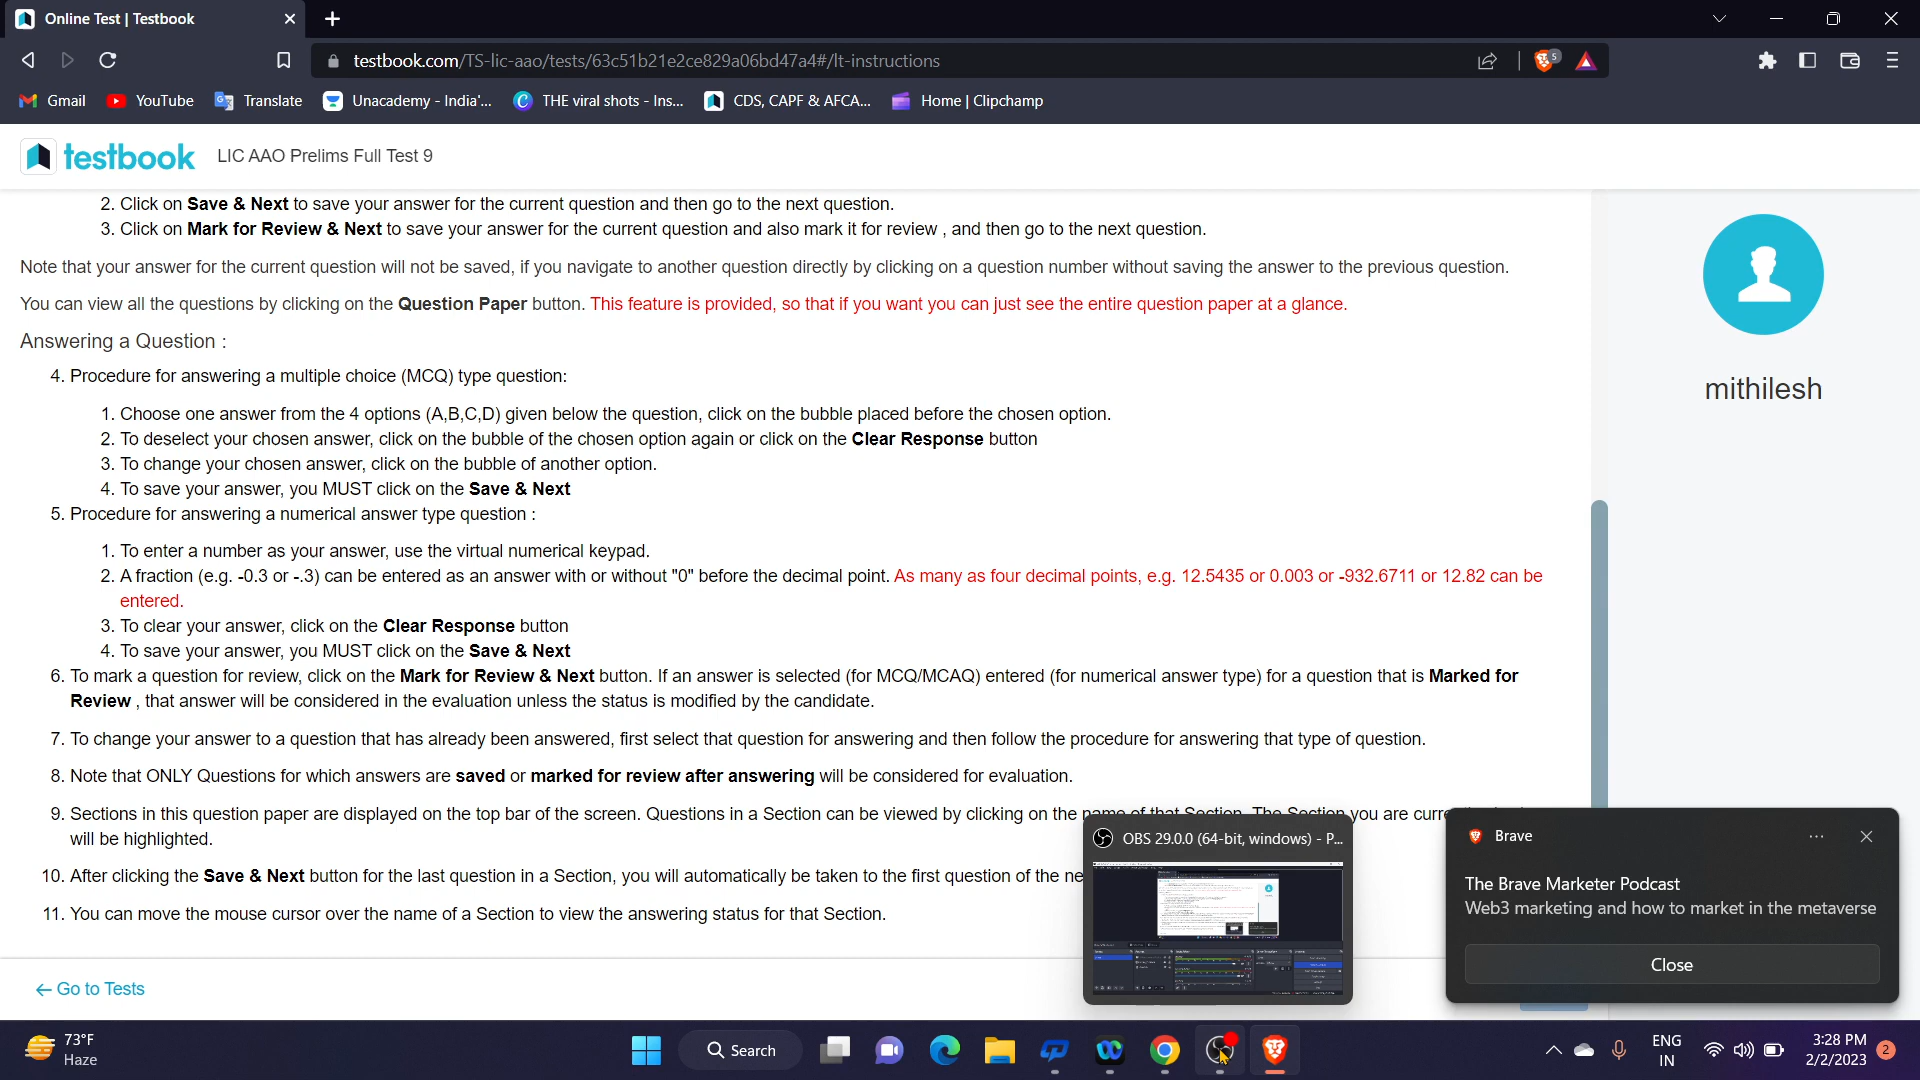 Online Test | Testbook
testbook.com/TS-lic-aao/tests/63c51b21e2ce829a06bd47a4#/lt-instructions
5
Gmail
YouTube
Translate
Unacademy - India'...
THE viral shots - Ins...
CDS, CAPF & AFCA...
Home | Clipchamp
testbook
LIC AAO Prelims Full Test 9
2. Click on Save & Next to save your answer for the current question and then go to the next question.
3. Click on Mark for Review & Next to save your answer for the current question and also mark it for review , and then go to the next question.
Note that your answer for the current question will not be saved, if you navigate to another question directly by clicking on a question number without saving the answer to the previous question.
You can view all the questions by clicking on the Question Paper button. This feature is provided, so that if you want you can just see the entire question paper at a glance.
Answering a Question :
4. Procedure for answering a multiple choice (MCQ) type question:
1. Choose one answer from the 4 options (A,B,C,D) given below the question, click on the bubble placed before the chosen option.
2. To deselect your chosen answer, click on the bubble of the chosen option again or click on the Clear Response button
3. To change your chosen answer, click on the bubble of another option.
4. To save your answer, you MUST click on the Save & Next
5. Procedure for answering a numerical answer type question :
1. To enter a number as your answer, use the virtual numerical keypad.
2. A fraction (e.g. -0.3 or -.3) can be entered as an answer with or without "0" before the decimal point. As many as four decimal points, e.g. 12.5435 or 0.003 or -932.6711 or 12.82 can be
entered.
3. To clear your answer, click on the Clear Response button
4. To save your answer, you MUST click on the Save & Next
6. To mark a question for review, click on the Mark for Review & Next button. If an answer is selected (for MCQ/MCAQ) entered (for numerical answer type) for a question that is Marked for
Review , that answer will be considered in the evaluation unless the status is modified by the candidate.
7. To change your answer to a question that has already been answered, first select that question for answering and then follow the procedure for answering that type of question.
8. Note that ONLY Questions for which answers are saved or marked for review after answering will be considered for evaluation.
9. Sections in this question paper are displayed on the top bar of the screen. Questions in a Section can be viewed by clicking on the name of that Section. The Section you are curre
will be highlighted.
10. After clicking the Save & Next button for the last question in a Section, you will automatically be taken to the first question of the ne
11. You can move the mouse cursor over the name of a Section to view the answering status for that Section.
mithilesh
OBS 29.0.0 (64-bit, windows) - P...
Brave
The Brave Marketer Podcast
Web3 marketing and how to market in the metaverse
Close
← Go to Tests
73°F
Haze
Search
ENG
IN
3:28 PM
2/2/2023
2